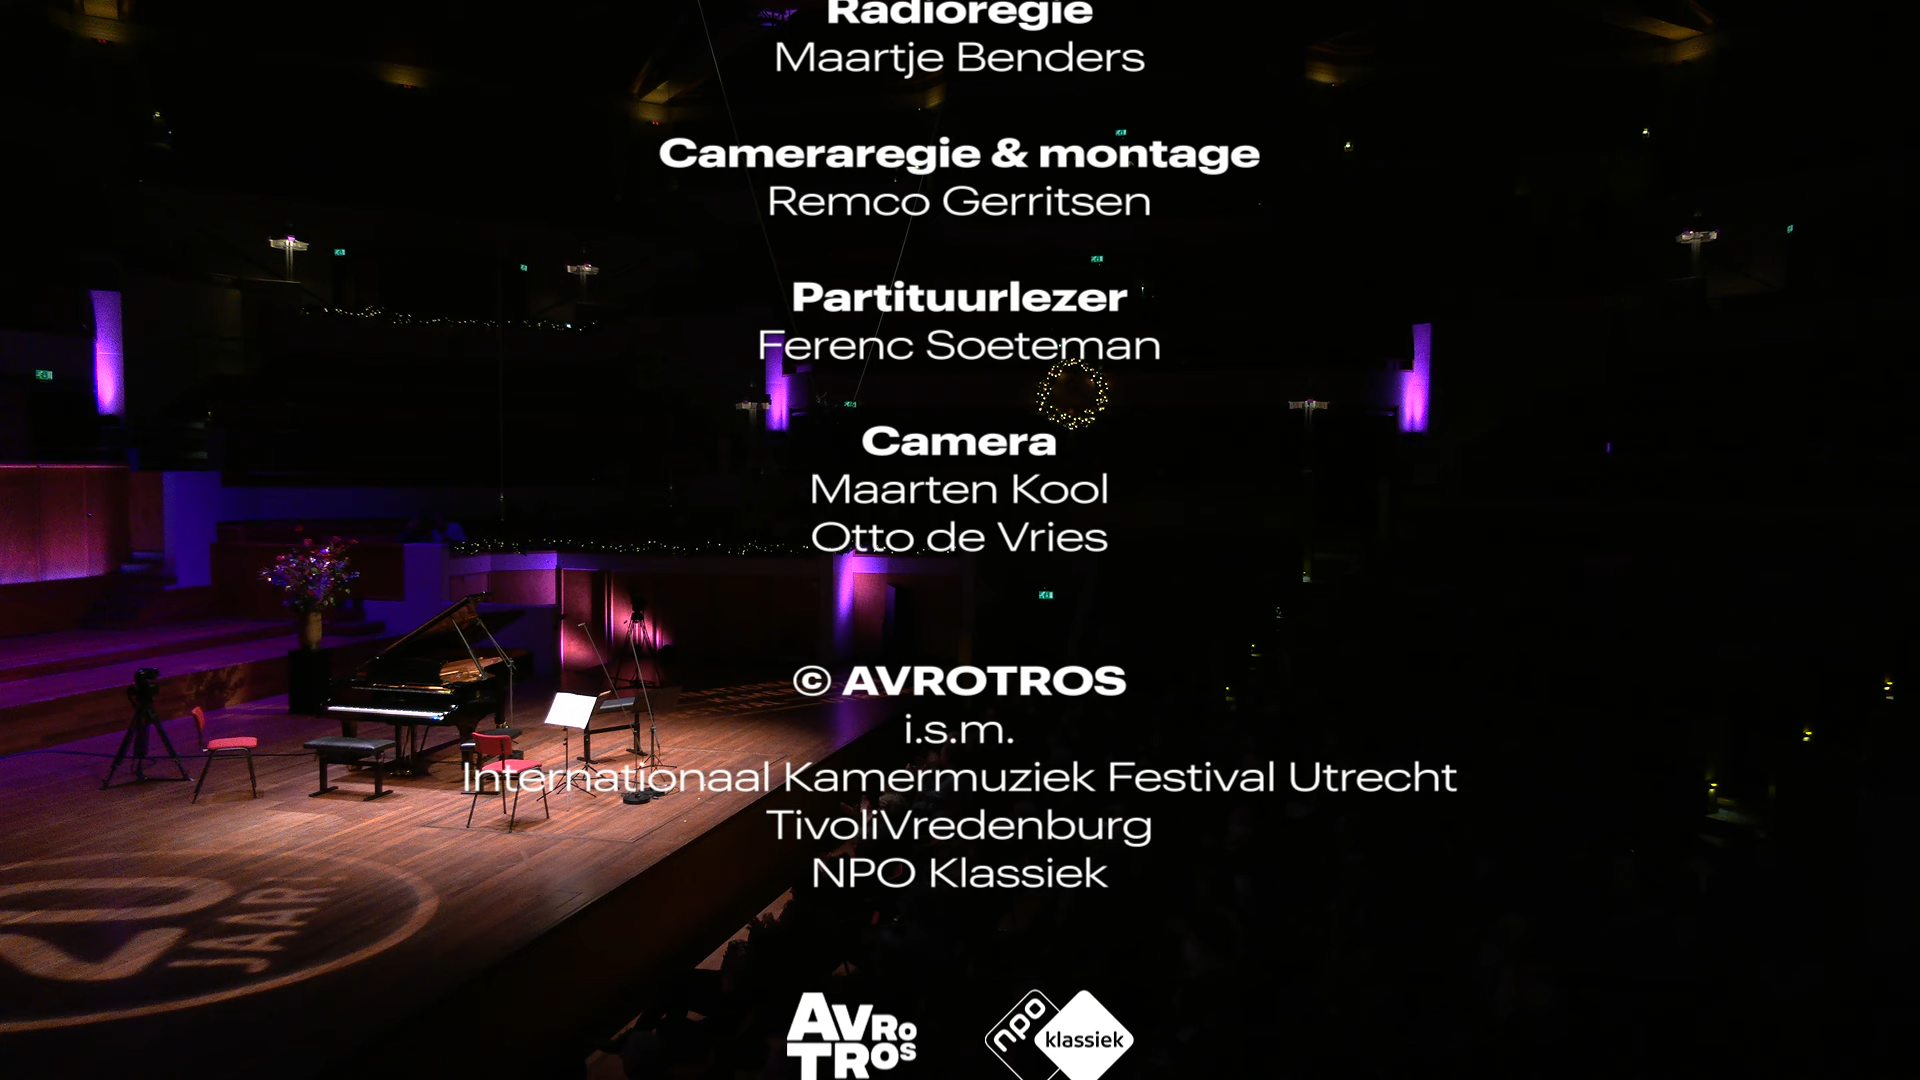 Radioregie
Maartje Benders
Cameraregie & montage
Remco Gerritsen
Partituurlezer
Ferenc Soeteman
Camera
Maarten Kool
Otto de Vries
© AVROTROS
i.s.m.
Internationaal Kamermuziek Festival Utrecht
TivoliVredenburg
NPO Klassiek
JAAR!
AVRO
TROS
npo
klassiek